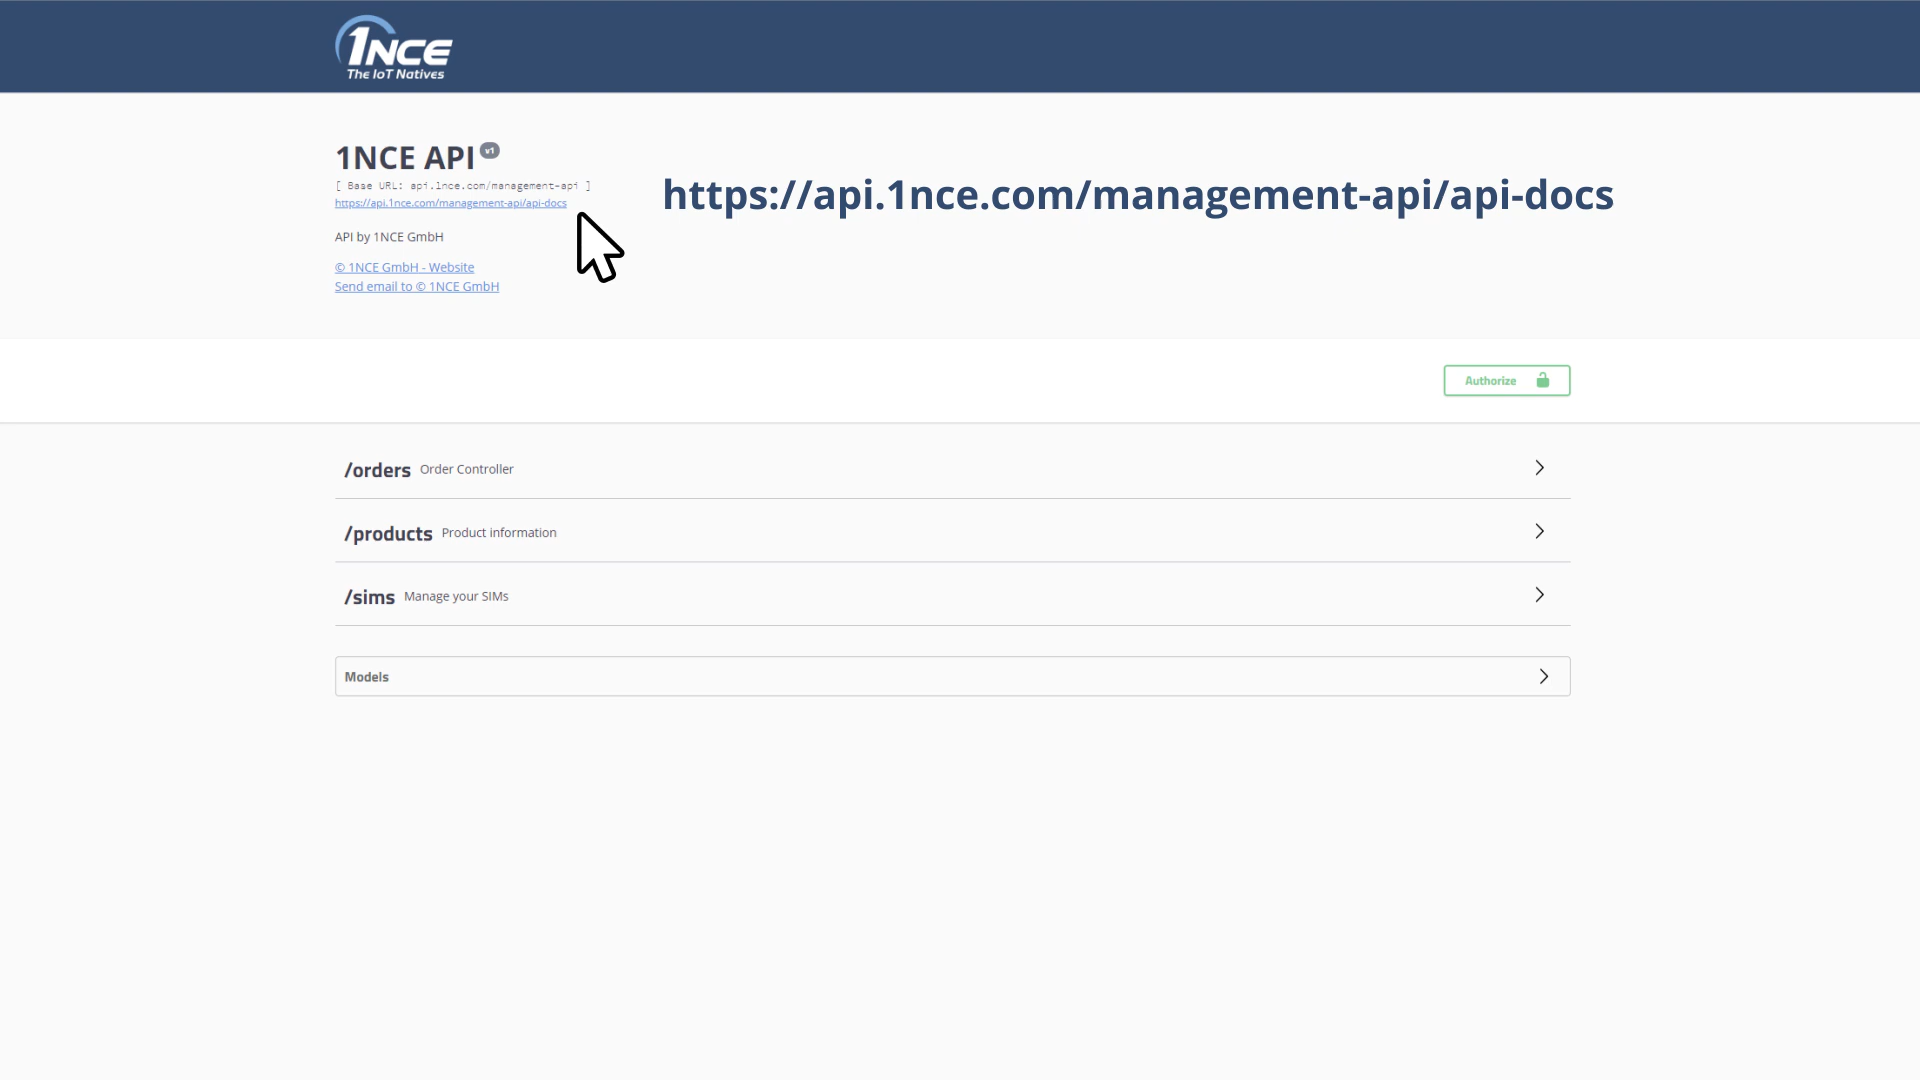 1NCE
The IoT Natives
1NCE API v1
[ Base URL: api.1nce.com/management-api ]
https://api.1nce.com/management-api/api-docs
https://api.1nce.com/management-api/api-docs
API by 1NCE GmbH
© 1NCE GmbH - Website
Send email to © 1NCE GmbH
Authorize
/orders Order Controller
/products Product information
/sims Manage your SIMs
Models